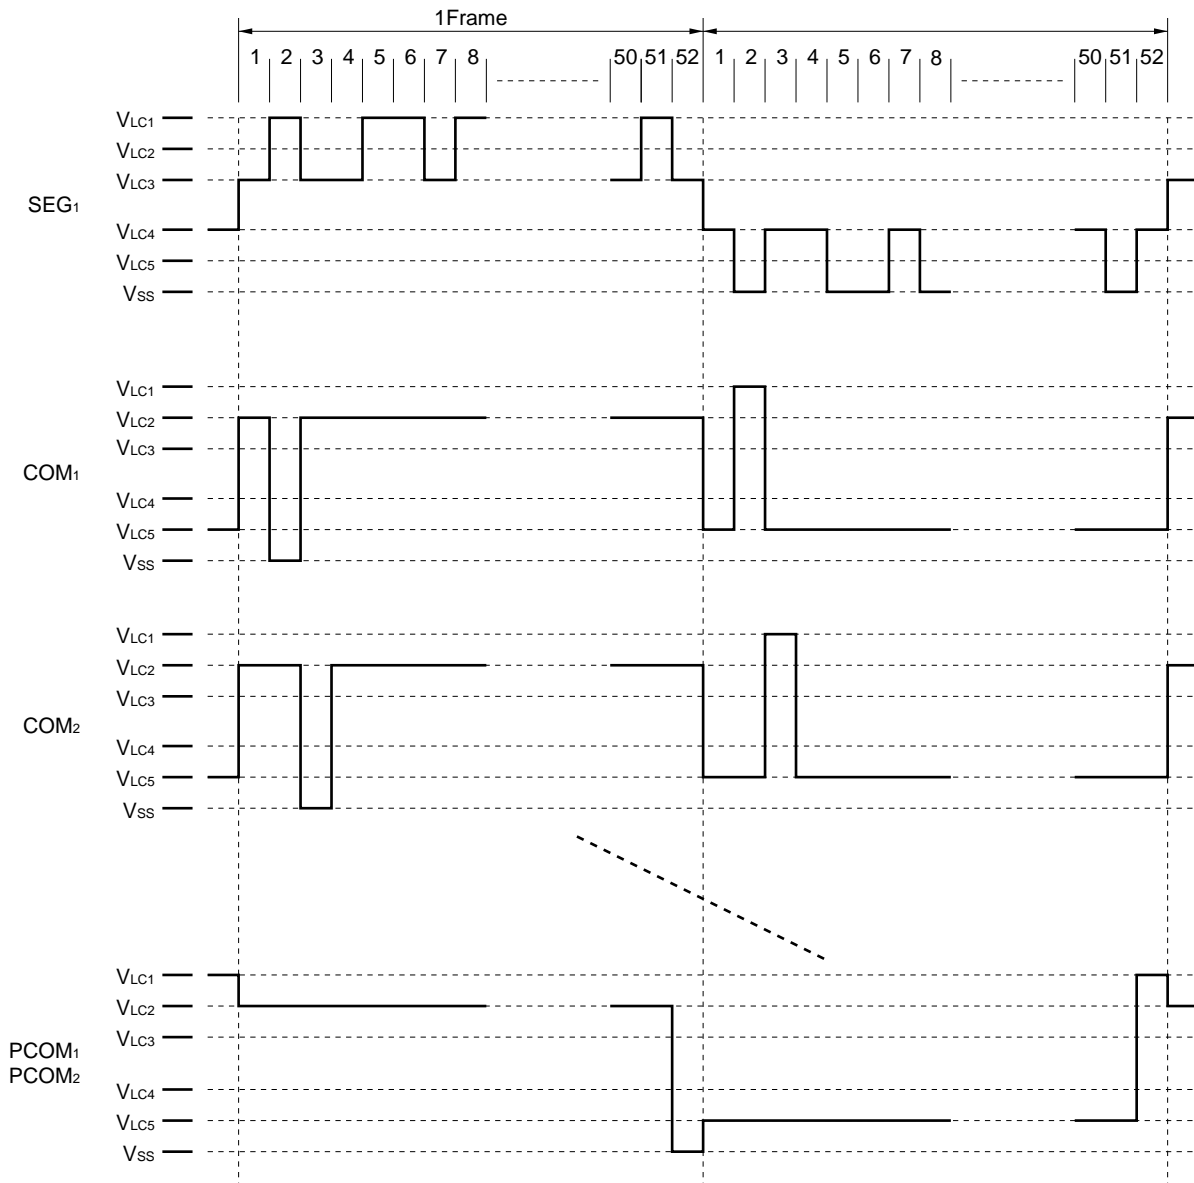 1Frame
1 2 3 4 5 6 7 8 50 51 52 1 2 3 4 5 6 7 8 50 51 52
VLC1
VLC2
VLC3
SEG1
VLC4
VLC5
VSS
VLC1
VLC2
VLC3
COM1
VLC4
VLC5
VSS
VLC1
VLC2
VLC3
COM2
VLC4
VLC5
VSS
VLC1
VLC2
VLC3
PCOM1
PCOM2
VLC4
VLC5
VSS